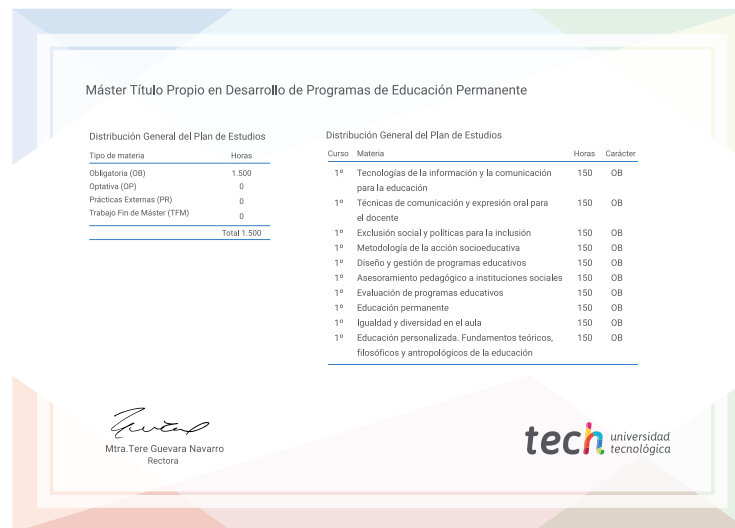 Máster Título Propio en Desarrollo de Programas de Educación Permanente
Distribución General del Plan de Estudios
Tipo de materia Horas
Obligatoria (OB) 1.500
Optativa (OP) 0
Prácticas Externas (PR) 0
Trabajo Fin de Máster (TFM) 0
Total 1.500
Distribución General del Plan de Estudios
Curso Materia Horas Carácter
1º Tecnologías de la información y la comunicación 150 OB
para la educación
1º Técnicas de comunicación y expresión oral para 150 OB
el docente
1º Exclusión social y políticas para la inclusión 150 OB
1º Metodología de la acción socioeducativa 150 OB
1º Diseño y gestión de programas educativos 150 OB
1º Asesoramiento pedagógico a instituciones sociales 150 OB
1º Evaluación de programas educativos 150 OB
1º Educación permanente 150 OB
1º Igualdad y diversidad en el aula 150 OB
1º Educación personalizada. Fundamentos teóricos, 150 OB
filosóficos y antropológicos de la educación
Mtra.Tere Guevara Navarro
Rectora
tech universidad
tecnológica